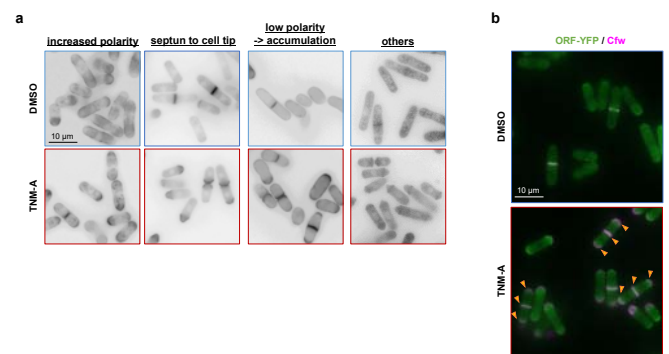 a
increased polarity
septun to cell tip
low polarity
-> accumulation
others
DMSO
10 µm
TNM-A
b
ORF-YFP / Cfw
DMSO
10 µm
TNM-A